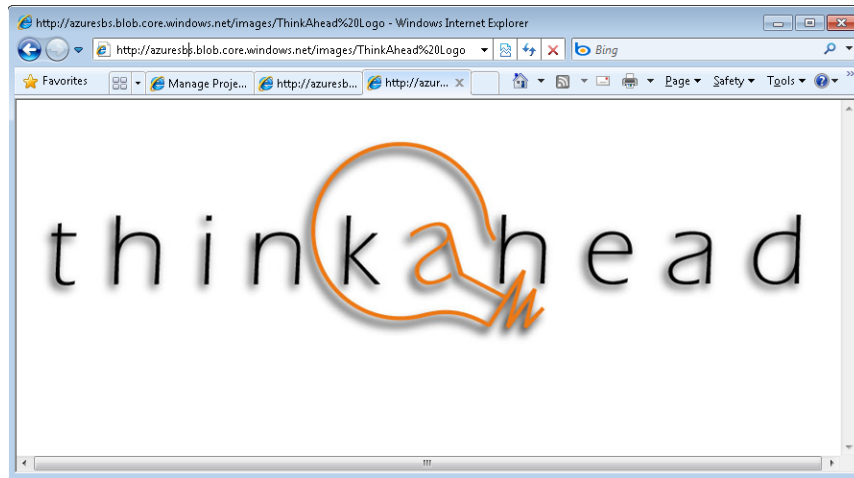 http://azuresbs.blob.core.windows.net/images/ThinkAhead%20Logo - Windows Internet Explorer
http://azuresbs.blob.core.windows.net/images/ThinkAhead%20Logo Bing
Favorites Manage Proje... http://azuresb... http://azur... Page Safety Tools
thinkahead